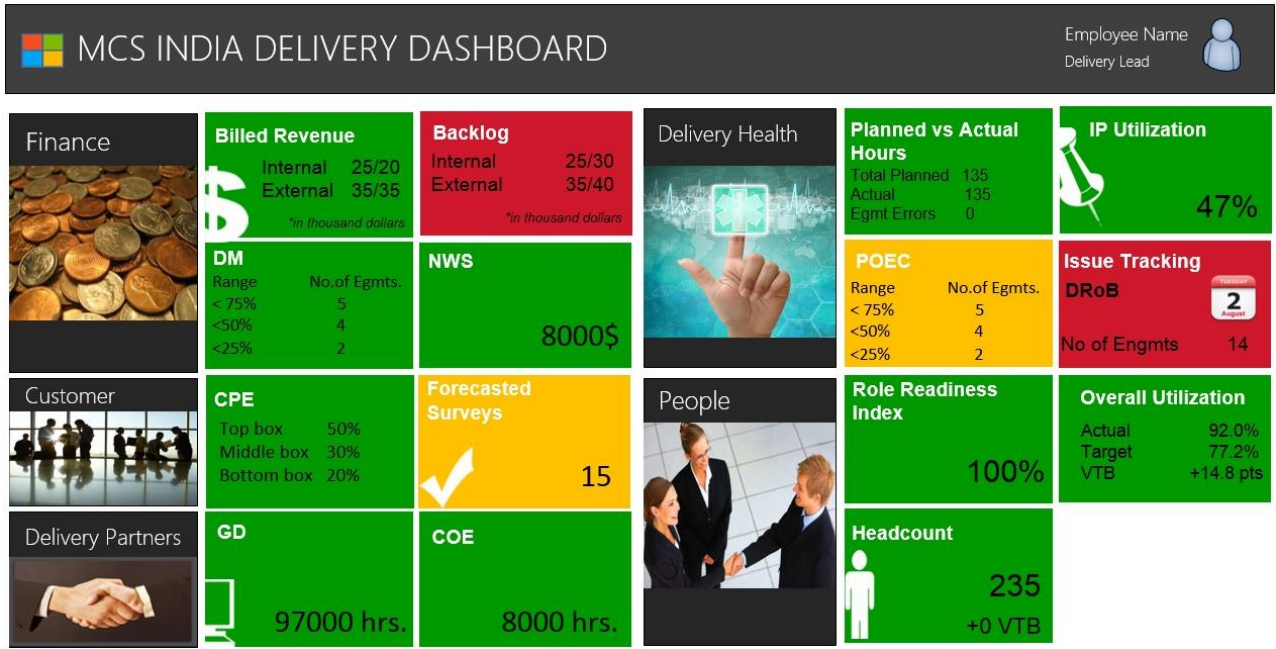 MCS INDIA DELIVERY DASHBOARD
Employee Name
Delivery Lead
Finance
Billed Revenue
Internal 25/20
External 35/35
*in thousand dollars
Backlog
Internal 25/30
External 35/40
*in thousand dollars
DM
Range No.of Egmts.
< 75% 5
<50% 4
<25% 2
NWS
8000$
Customer
CPE
Top box 50%
Middle box 30%
Bottom box 20%
Forecasted
Surveys
15
Delivery Partners
GD
97000 hrs.
COE
8000 hrs.
Delivery Health
Planned vs Actual
Hours
Total Planned 135
Actual 135
Egmt Errors 0
IP Utilization
47%
POEC
Range No.of Egmts.
< 75% 5
<50% 4
<25% 2
Issue Tracking
DRoB
TUESDAY
2
August
No of Engmts 14
People
Role Readiness
Index
100%
Overall Utilization
Actual 92.0%
Target 77.2%
VTB +14.8 pts
Headcount
235
+0 VTB